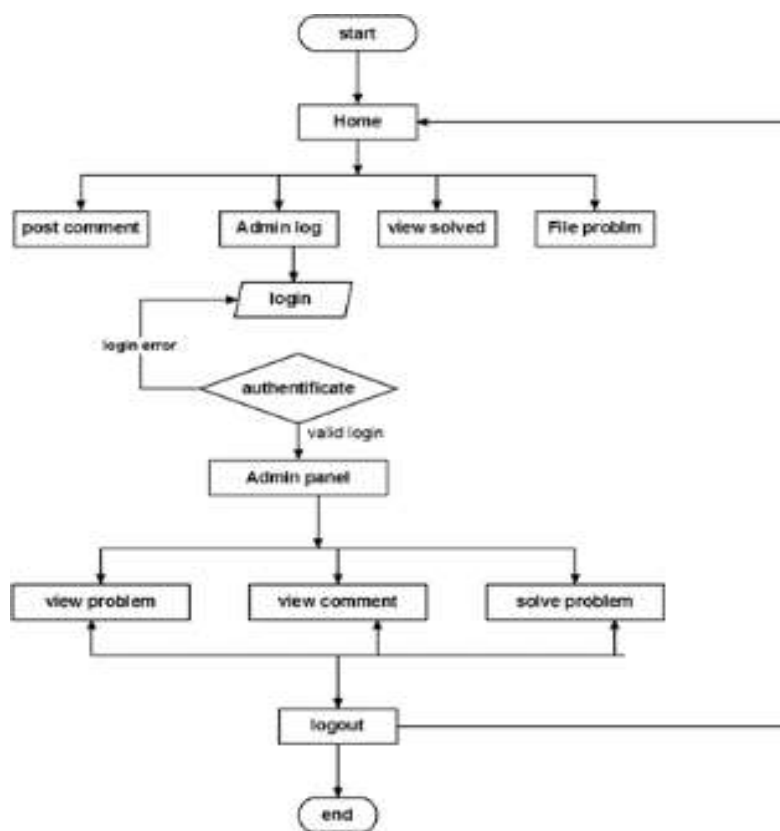 start
Home
post comment
Admin log
view solved
File problm
login
login error
authentificate
valid login
Admin panel
view problem
view comment
solve problem
logout
end